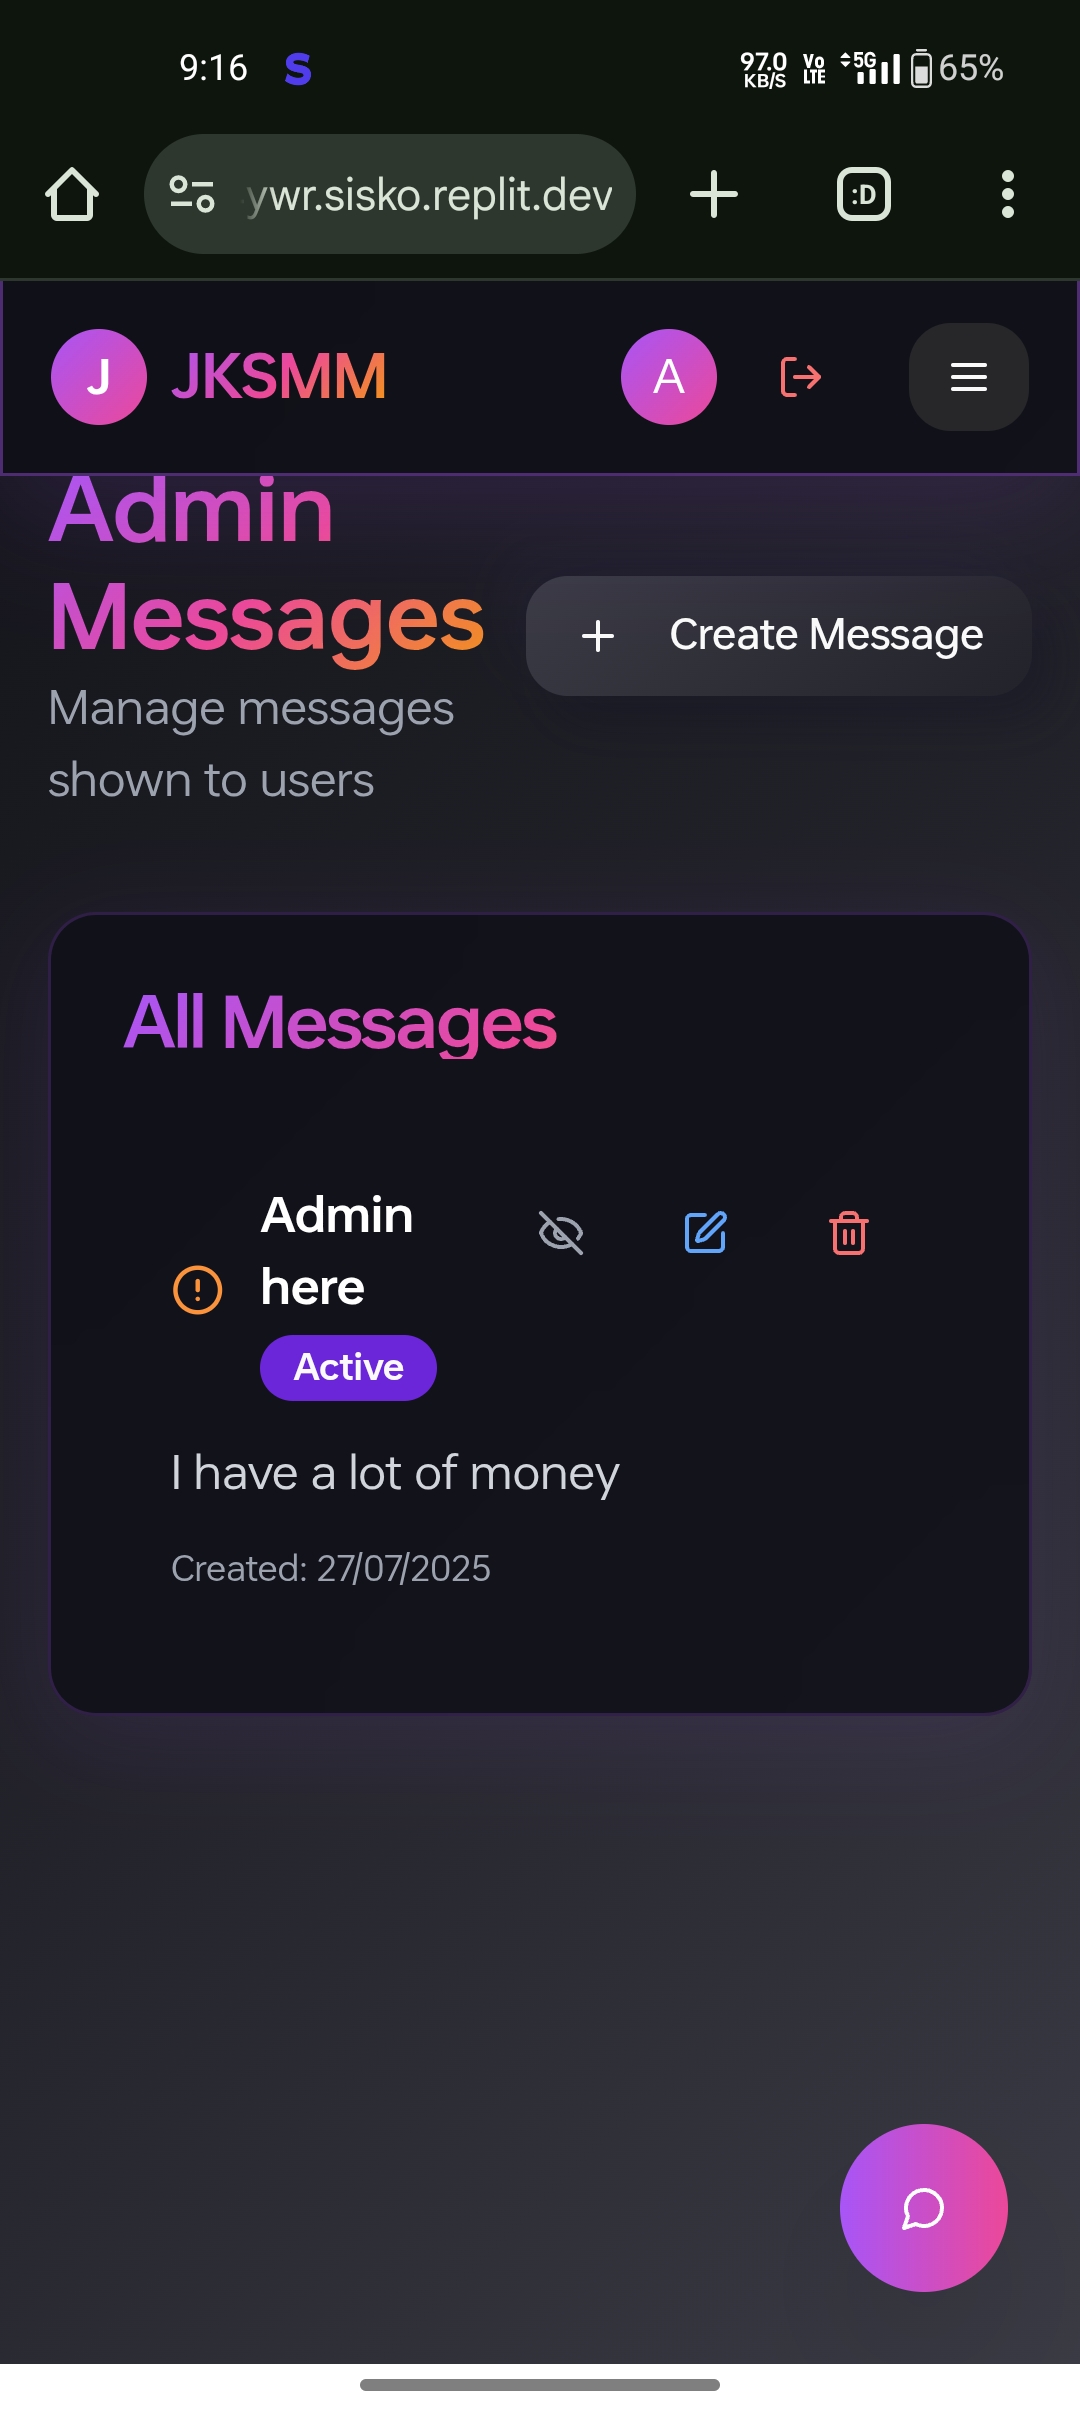 9:16 S 97.0 KB/S Vo LTE 5G 65%
ywr.sisko.replit.dev :D
J JKSMM A
Admin
Messages
Create Message
Manage messages
shown to users
All Messages
Admin
here
Active
I have a lot of money
Created: 27/07/2025